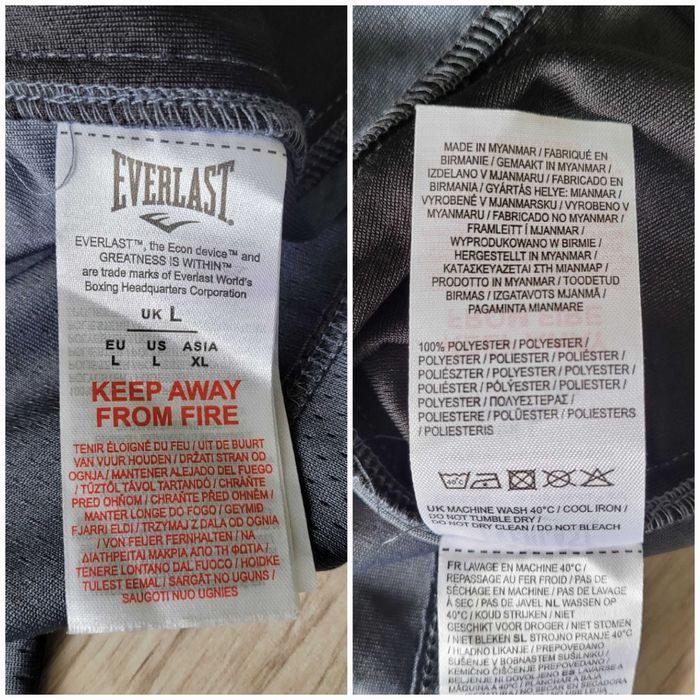 EVERLAST®
EVERLAST™, the Econ device™ and
GREATNESS IS WITHIN™
are trade marks of Everlast World's
Boxing Headquarters Corporation
UK L
EU US ASIA
L L XL
KEEP AWAY
FROM FIRE
TENIR ÉLOIGNÉ DU FEU / UIT DE BUURT
VAN VUUR HOUDEN / DRŽATI STRAN OD
OGNJA / MANTENER ALEJADO DEL FUEGO
/ TŰZTŐL TÁVOL TARTANDÓ / CHRÁŇTE
PRED OHŇOM / CHRAŇTE PŘED OHNĚM /
MANTER LONGE DO FOGO / GEYMIÐ
FJARRI ELDI / TRZYMAJ Z DALA OD OGNIA
/ VON FEUER FERNHALTEN / ΝΑ
ΔΙΑΤΗΡΕΙΤΑΙ ΜΑΚΡΙΑ ΑΠΟ ΤΗ ΦΩΤΙΑ /
TENERE LONTANO DAL FUOCO / HOIDKE
TULEST EEMAL / SARGĀT NO UGUNS /
SAUGOTI NUO UGNIES
MADE IN MYANMAR / FABRIQUÉ EN
BIRMANIE / GEMAAKT IN MYANMAR /
IZDELANO V MJANMARU / FABRICADO EN
BIRMANIA / GYÁRTÁS HELYE: MIANMAR /
VYROBENÉ V MJANMARSKU / VYROBENO V
MYANMARU / FABRICADO NO MYANMAR /
FRAMLEITT Í MJANMAR /
WYPRODUKOWANO W BIRMIE /
HERGESTELLT IN MYANMAR /
ΚΑΤΑΣΚΕΥΑΖΕΤΑΙ ΣΤΗ ΜΙΑΝΜΑΡ /
PRODOTTO IN MYANMAR / TOODETUD
BIRMAS / IZGATAVOTS MJANMĀ /
PAGAMINTA MIANMARE
100% POLYESTER / POLYESTER /
POLYESTER / POLIESTER / POLIÉSTER /
POLIÉSZTER / POLYESTER / POLYESTER /
POLIÉSTER / PÓLÝESTER / POLIESTER /
POLYESTER / ΠΟΛΥΕΣΤΕΡΑΣ /
POLIESTERE / POLÜESTER / POLIESTERS
/ POLIESTERIS
40°
UK MACHINE WASH 40°C / COOL IRON /
DO NOT TUMBLE DRY /
DO NOT DRY CLEAN / DO NOT BLEACH
FR LAVAGE EN MACHINE 40°C /
REPASSAGE AU FER FROID / PAS DE
SÉCHAGE EN MACHINE / PAS DE LAVAGE
À SEC / PAS DE JAVEL NL WASSEN OP
40°C / KOUD STRIJKEN / NIET
GESCHIKT VOOR DROGER / NIET STOMEN
/ NIET BLEKEN SL STROJNO PRANJE 40°C
/ HLADNO LIKANJE / PREPOVEDANO
SUŠENJE V BOBNASTEM SUŠILNIKU /
KEMIČNO ČIŠČENJE PREPOVEDANO /
BELJENJE PREPOVEDANO ES LAVARSE A
MÁQUINA A 40°C / PLANCHAR A BAJA